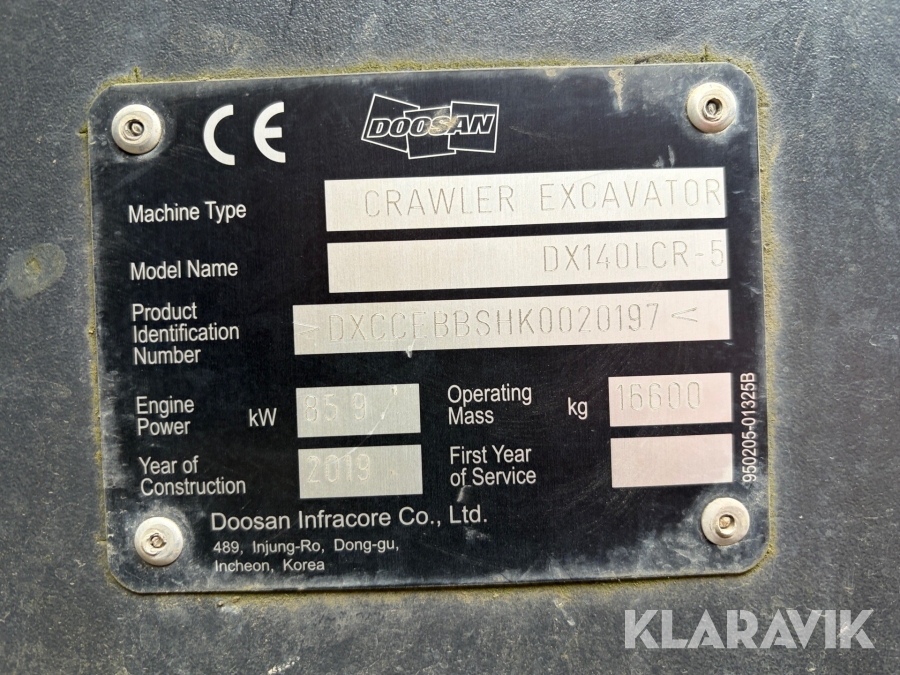 CE DOOSAN
Machine Type CRAWLER EXCAVATOR
Model Name DX140LCR-5
Product
Identification
Number >DXCCEBBSHK0020197<
Engine
Power kW 85.9
Operating
Mass kg 16600
Year of
Construction 2019
First Year
of Service
Doosan Infracore Co., Ltd.
489, Injung-Ro, Dong-gu,
Incheon, Korea
950205-01325B
KLARAVIK